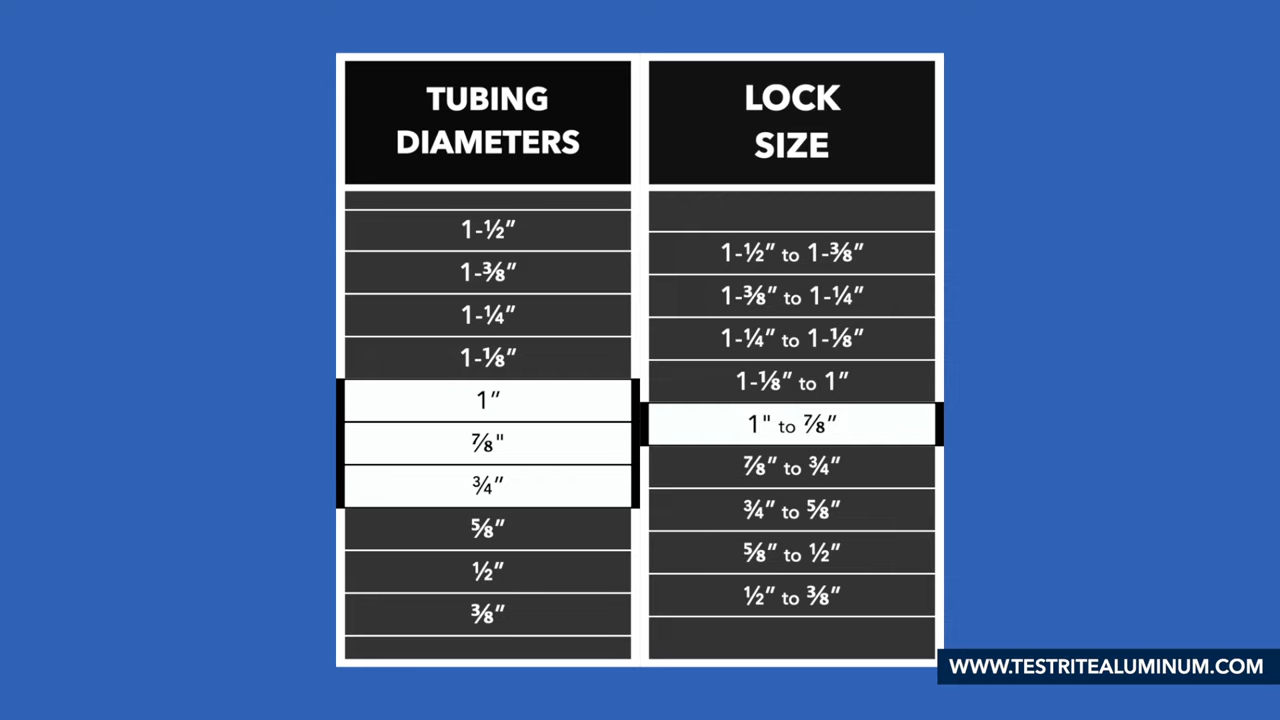 TUBING
DIAMETERS
1-½”
1-⅜”
1-¼”
1-⅛”
1”
⅞"
¾”
⅝”
½”
⅜”
LOCK
SIZE
1-½” to 1-⅜”
1-⅜” to 1-¼”
1-¼” to 1-⅛”
1-⅛” to 1”
1" to ⅞”
⅞” to ¾”
¾” to ⅝”
⅝” to ½”
½” to ⅜”
WWW.TESTRITEALUMINUM.COM